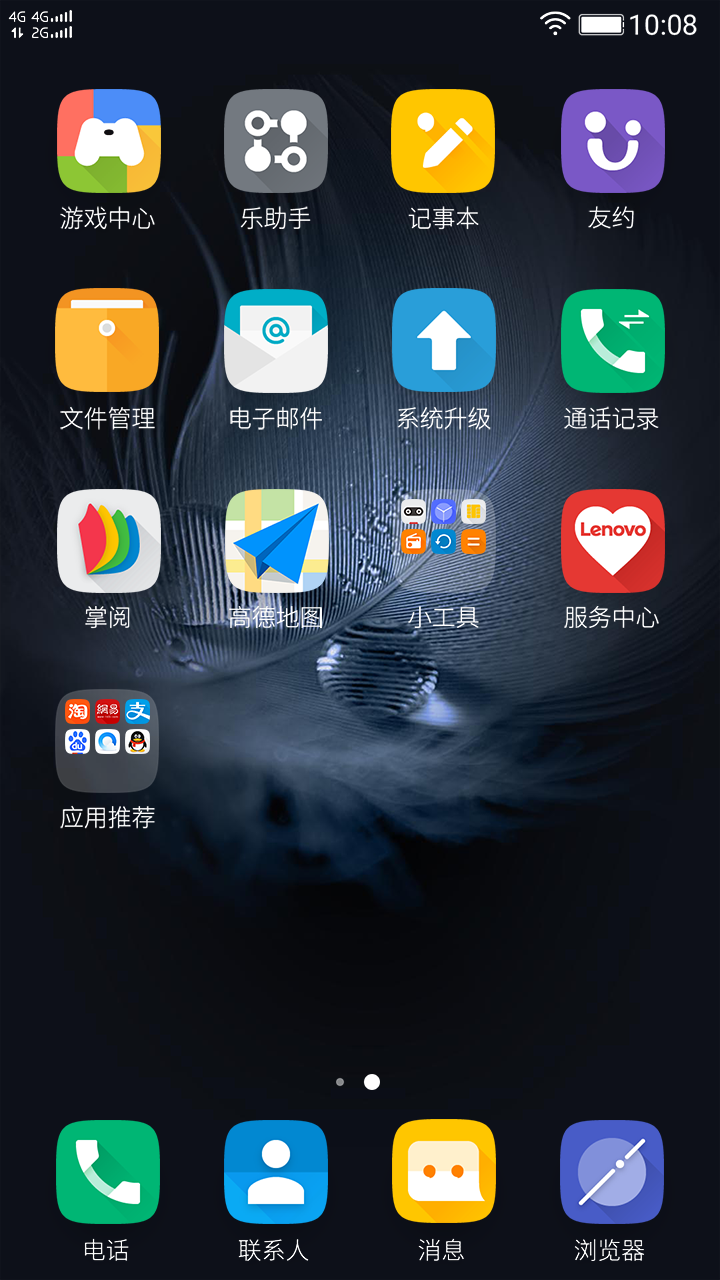 4G 4G
2G
10:08
游戏中心
乐助手
记事本
友约
@
文件管理
电子邮件
系统升级
通话记录
Lenovo
掌阅
高德地图
小工具
服务中心
淘 網易 支
du
应用推荐
电话
联系人
消息
浏览器